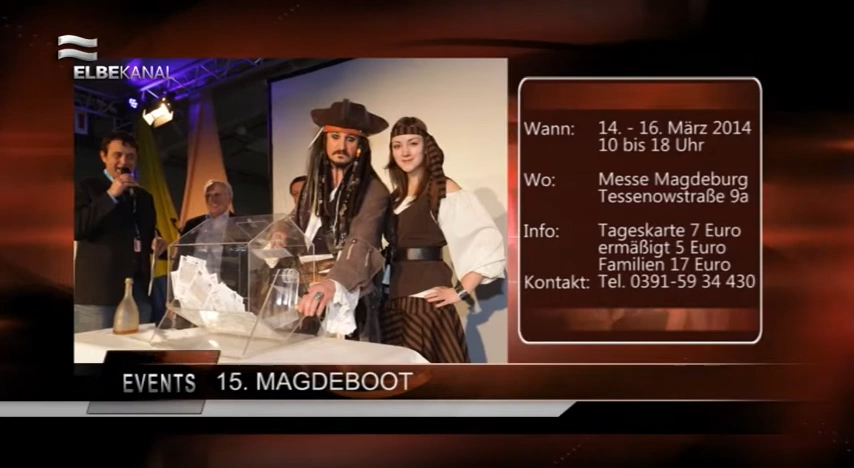 ELBEKANAL
Wann: 14. - 16. März 2014
10 bis 18 Uhr
Wo: Messe Magdeburg
Tessenowstraße 9a
Info: Tageskarte 7 Euro
ermäßigt 5 Euro
Familien 17 Euro
Kontakt: Tel. 0391-59 34 430
EVENTS 15. MAGDEBOOT